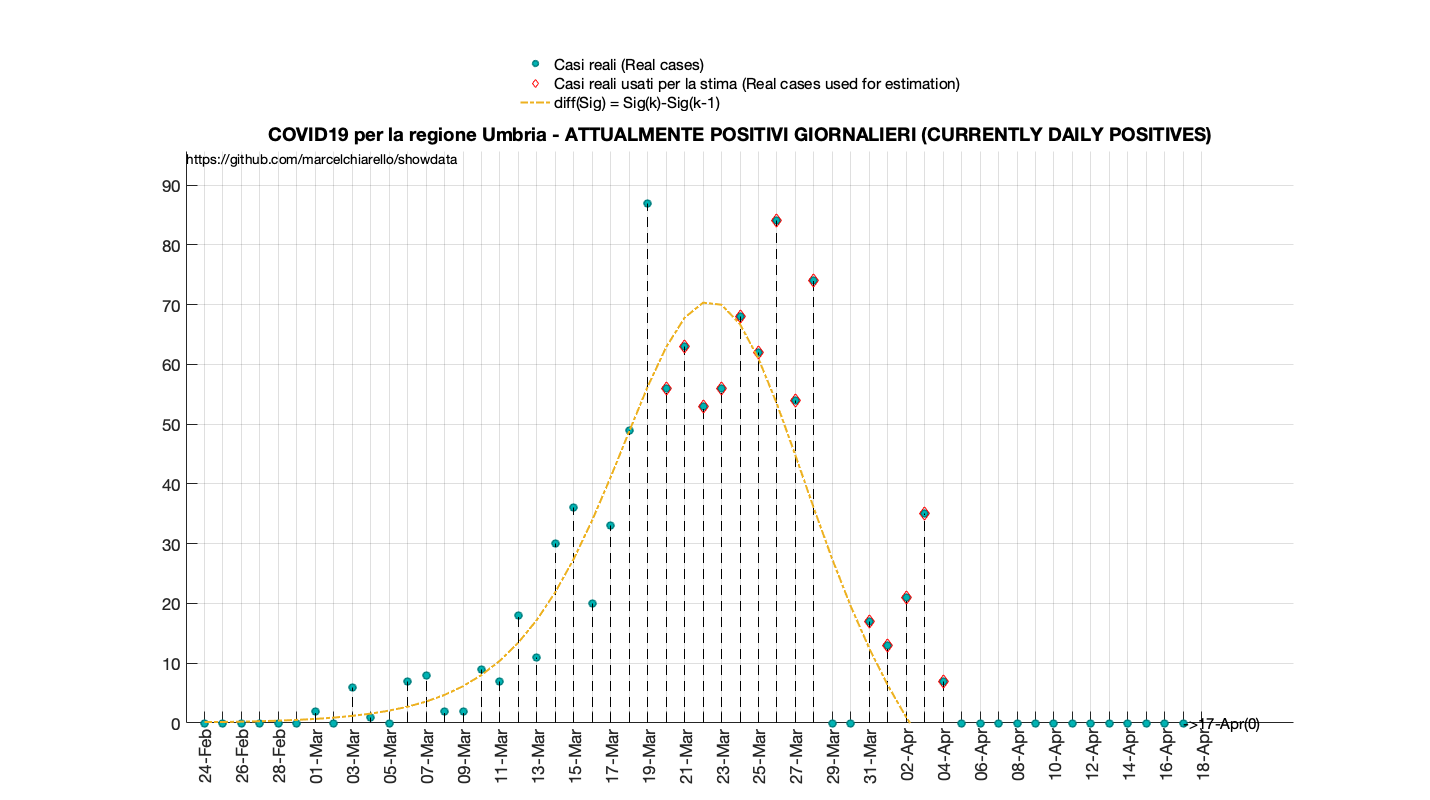 Casi reali (Real cases)
Casi reali usati per la stima (Real cases used for estimation)
diff(Sig) = Sig(k)-Sig(k-1)
COVID19 per la regione Umbria - ATTUALMENTE POSITIVI GIORNALIERI (CURRENTLY DAILY POSITIVES)
https://github.com/marcelchiarello/showdata
90
80
70
60
50
40
30
20
10
0
->17-Apr(0)
24-Feb
26-Feb
28-Feb
01-Mar
03-Mar
05-Mar
07-Mar
09-Mar
11-Mar
13-Mar
15-Mar
17-Mar
19-Mar
21-Mar
23-Mar
25-Mar
27-Mar
29-Mar
31-Mar
02-Apr
04-Apr
06-Apr
08-Apr
10-Apr
12-Apr
14-Apr
16-Apr
18-Apr